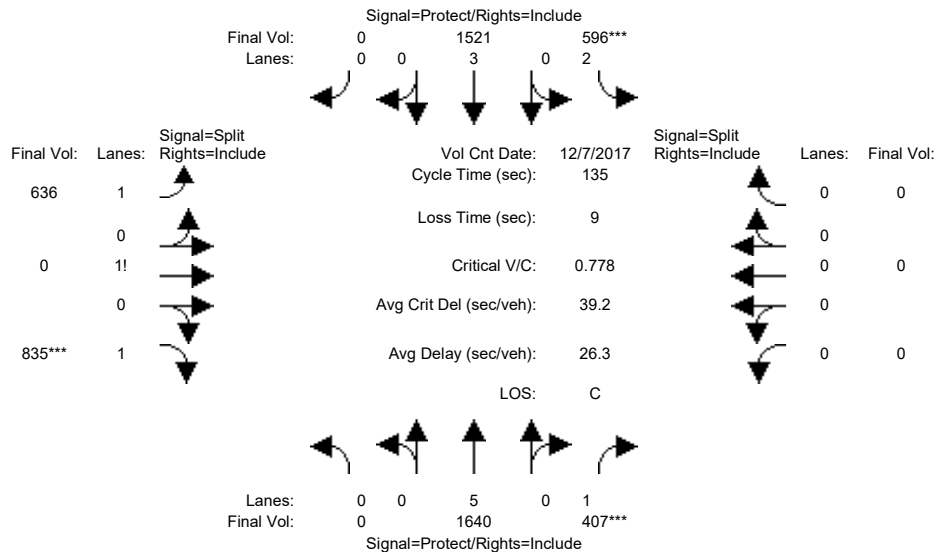 Signal=Protect/Rights=Include
Final Vol: 0 1521 596***
Lanes: 0 0 3 0 2
Signal=Split Signal=Split
Final Vol: Lanes: Rights=Include Vol Cnt Date: 12/7/2017 Rights=Include Lanes: Final Vol:
Cycle Time (sec): 135
636 1 0 0
Loss Time (sec): 9
0 0
0 1! Critical V/C: 0.778 0 0
0 Avg Crit Del (sec/veh): 39.2 0
835*** 1 Avg Delay (sec/veh): 26.3 0 0
LOS: C
Lanes: 0 0 5 0 1
Final Vol: 0 1640 407***
Signal=Protect/Rights=Include